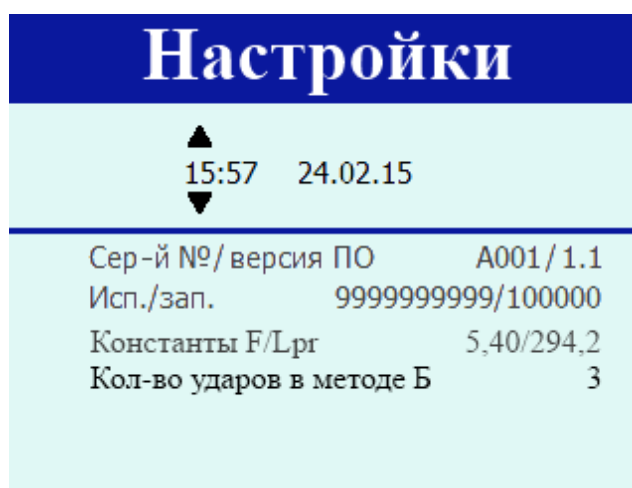 Настройки
15:57 24.02.15
Сер-й №/версия ПО A001/1.1
Исп./зап. 9999999999/100000
Константы F/Lpr 5,40/294,2
Кол-во ударов в методе Б 3